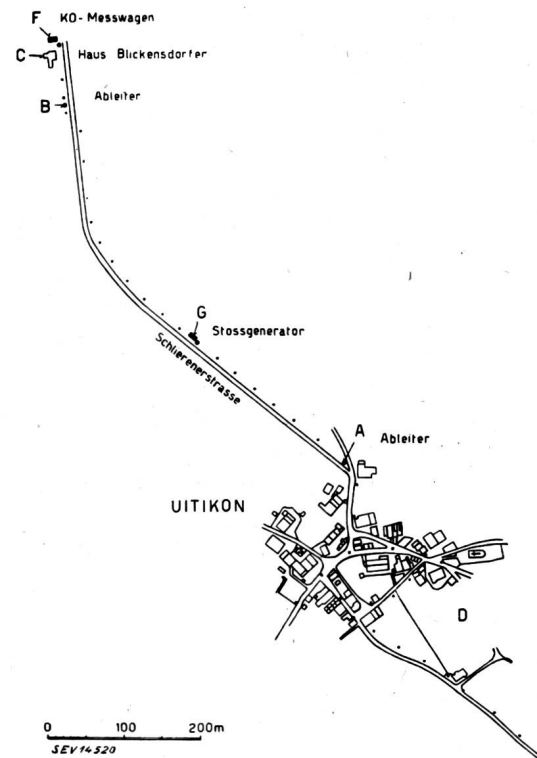 F KO-Messwagen
C Haus Blickensdorfer
B Ableiter
G
Stossgenerator
Schlierenerstrasse
A
Ableiter
UITIKON
D
0 100 200m
SEV14520